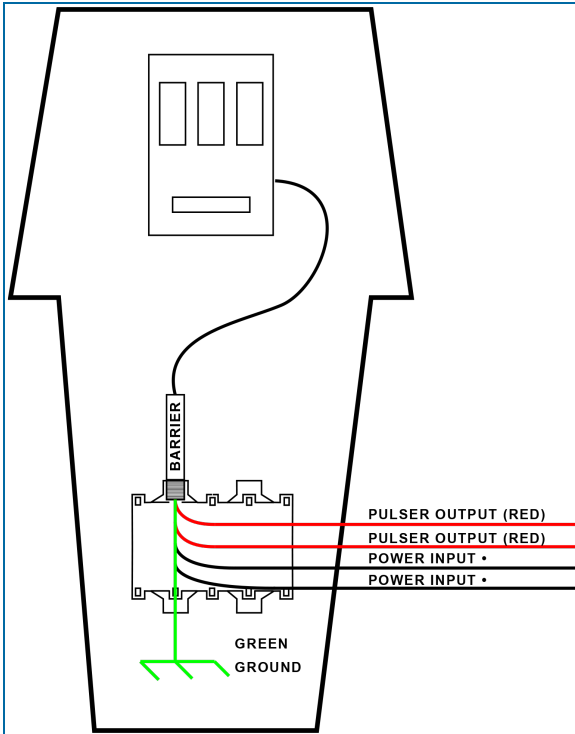 BARRIER
PULSER OUTPUT (RED)
PULSER OUTPUT (RED)
POWER INPUT •
POWER INPUT •
GREEN
GROUND